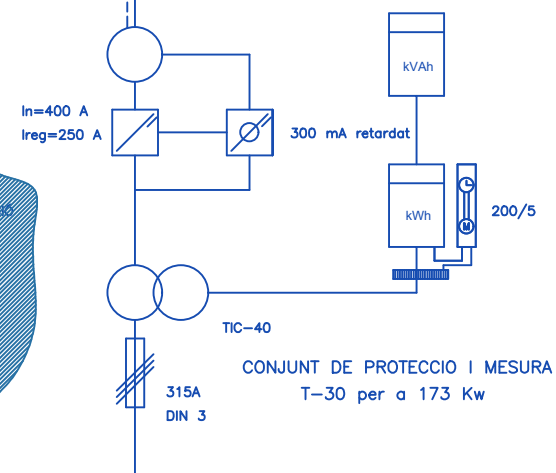 kVAh
In=400 A
Ireg=250 A
300 mA retardat
kWh
200/5
M
TIC-40
CONJUNT DE PROTECCIO I MESURA
T-30 per a 173 Kw
315A
DIN 3